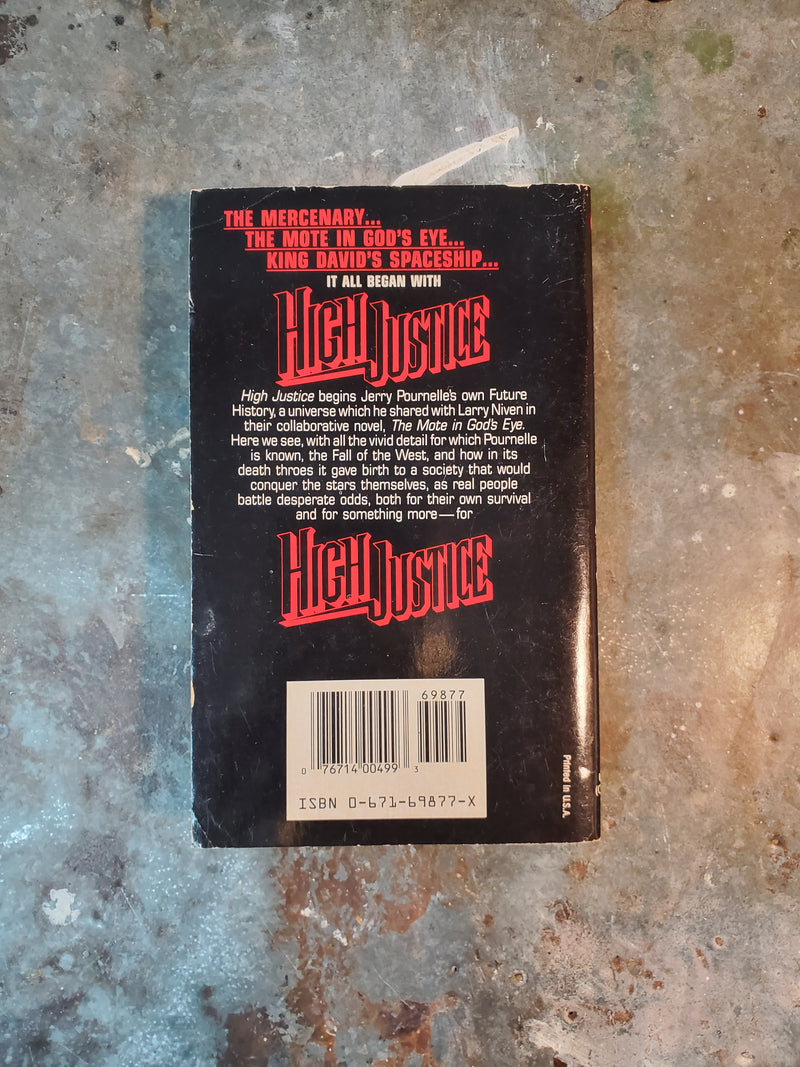 THE MERCENARY...
THE MOTE IN GOD'S EYE...
KING DAVID'S SPACESHIP...
IT ALL BEGAN WITH
HIGH JUSTICE
High Justice begins Jerry Pournelle's own Future
History, a universe which he shared with Larry Niven in
their collaborative novel, The Mote in God's Eye.
Here we see, with all the vivid detail for which Pournelle
is known, the Fall of the West, and how in its
death throes it gave birth to a society that would
conquer the stars themselves, as real people
battle desperate odds, both for their own survival
and for something more—for
HIGH JUSTICE
69877
0 76714 00499 3
ISBN 0-671-69877-X
Printed in U.S.A.